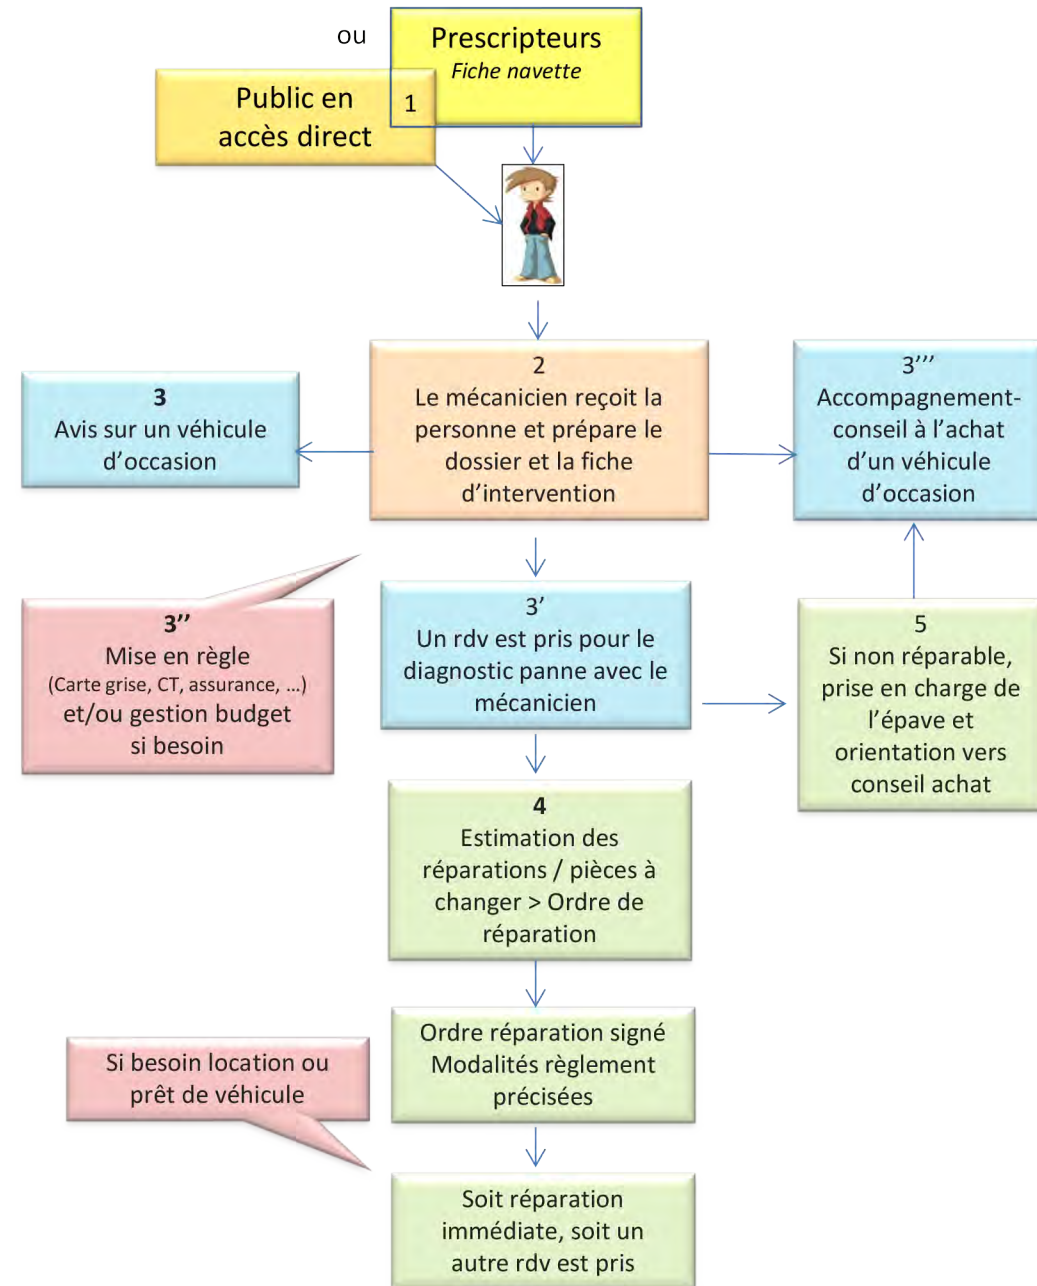 ou
Prescripteurs
Fiche navette
Public en
accès direct
1
2
Le mécanicien reçoit la
personne et prépare le
dossier et la fiche
d’intervention
3
Avis sur un véhicule
d’occasion
3’’’
Accompagnement-
conseil à l’achat
d’un véhicule
d’occasion
3’’
Mise en règle
(Carte grise, CT, assurance, …)
et/ou gestion budget
si besoin
3’
Un rdv est pris pour le
diagnostic panne avec le
mécanicien
5
Si non réparable,
prise en charge de
l’épave et
orientation vers
conseil achat
4
Estimation des
réparations / pièces à
changer > Ordre de
réparation
Ordre réparation signé
Modalités règlement
précisées
Si besoin location ou
prêt de véhicule
Soit réparation
immédiate, soit un
autre rdv est pris